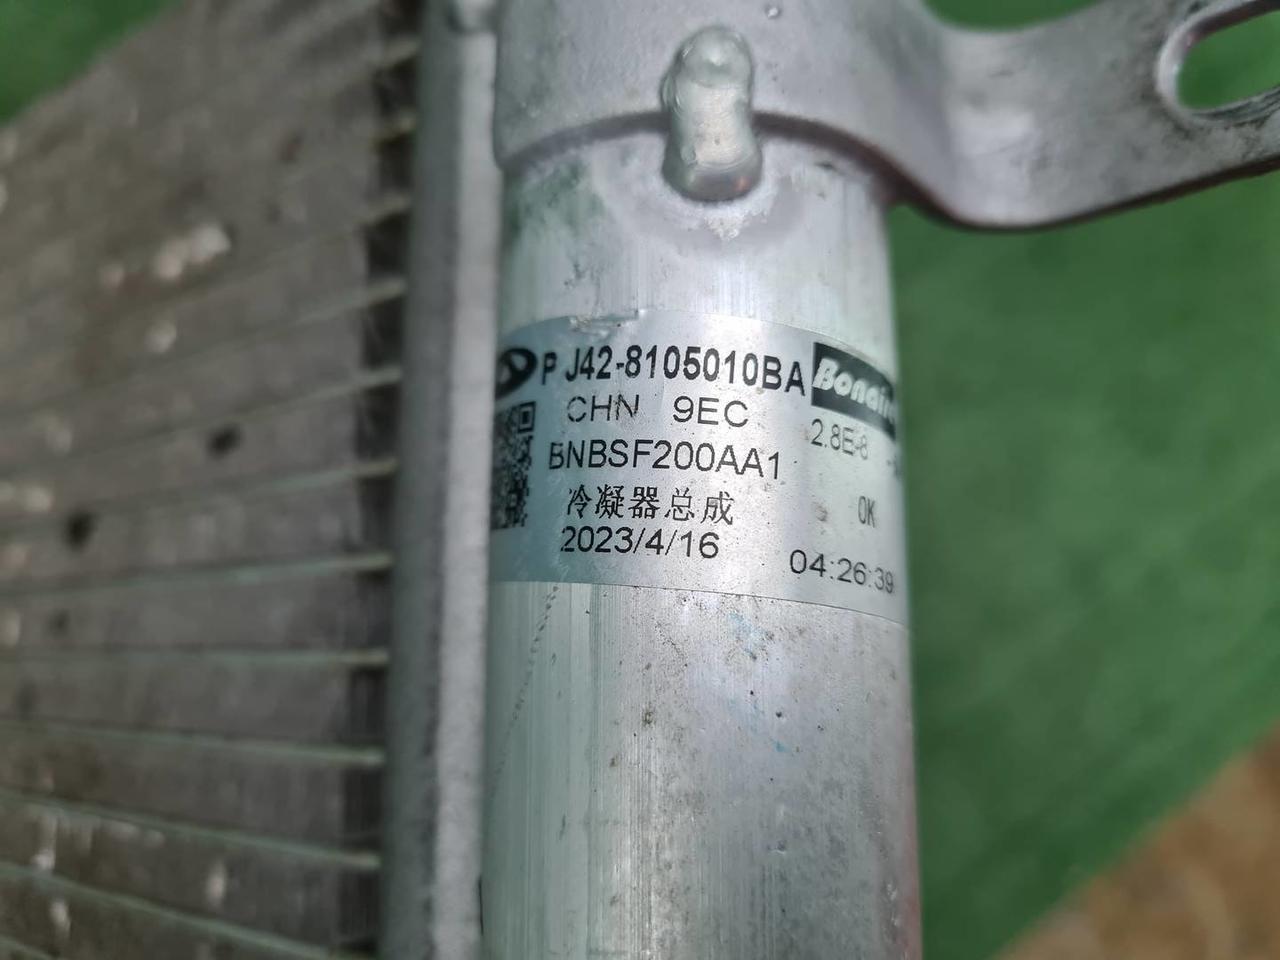 P J42-8105010BA
Bonaire
CHN 9EC
2.8E-8
BNBSF200AA1
冷凝器总成
OK
2023/4/16
04:26:39